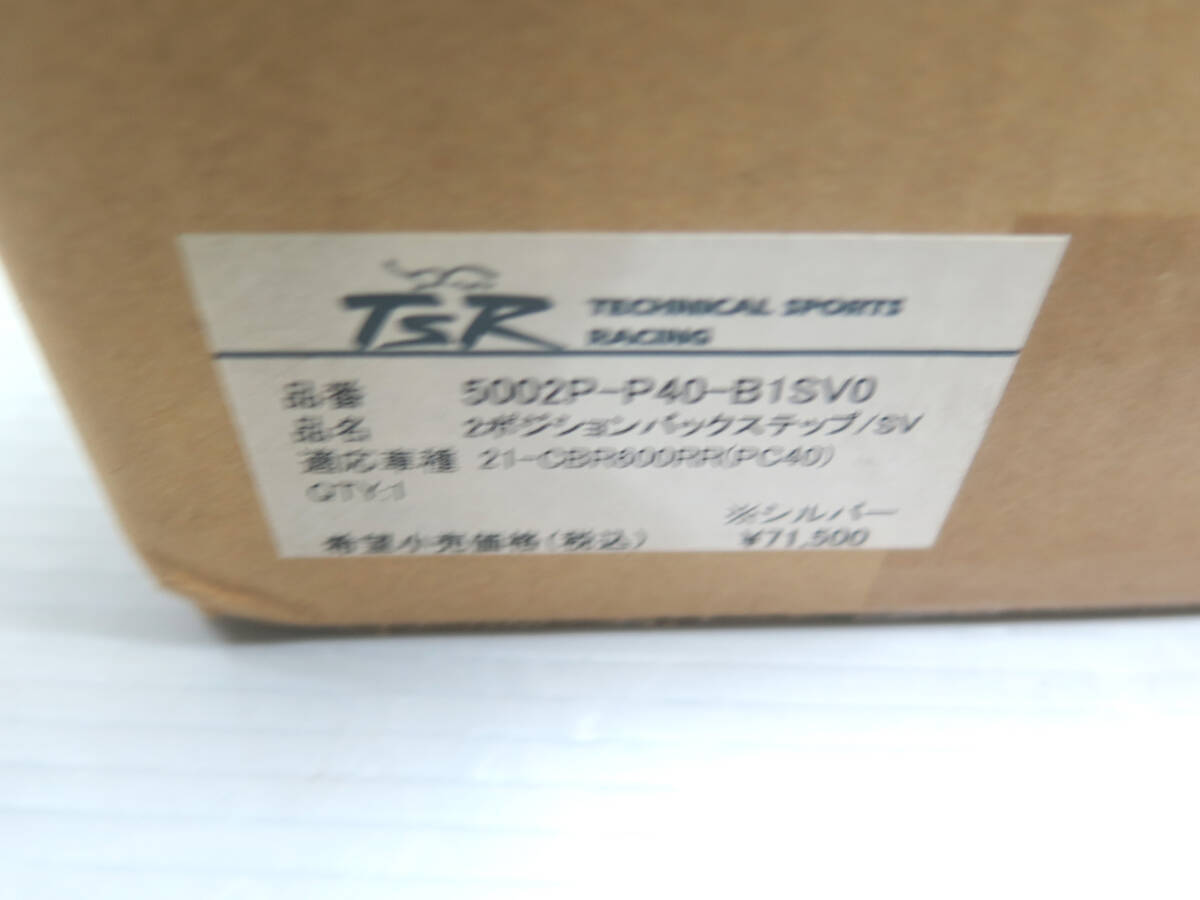 TSR TECHNICAL SPORTS
RACING
品番 5002P-P40-B1SV0
品名 2ポジションバックステップ/SV
適応車種 21-CBR600RR(PC40)
QTY:1
※シルバー
希望小売価格(税込) ¥71,500